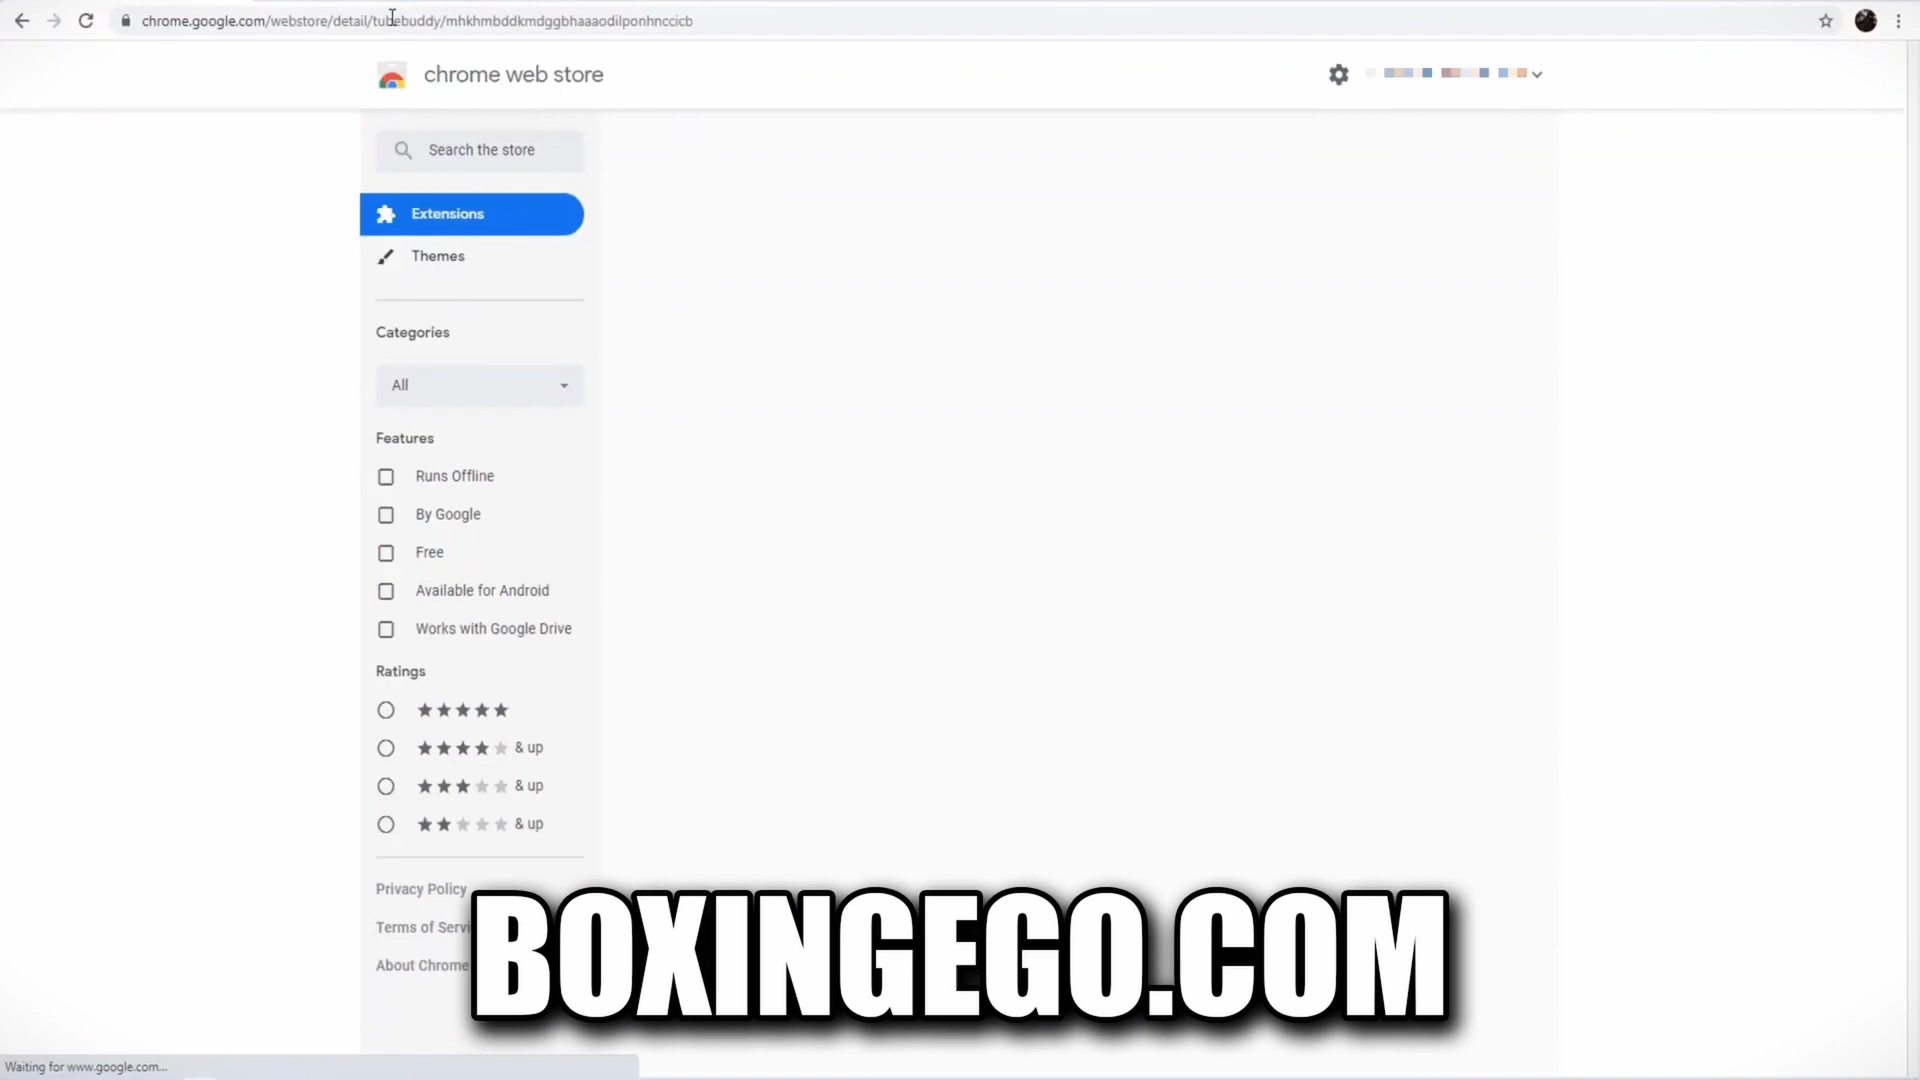 chrome.google.com/webstore/detail/tubebuddy/mhkhmbddkmdggbhaaaodilponhnccicb
chrome web store
Search the store
Extensions
Themes
Categories
All
Features
Runs Offline
By Google
Free
Available for Android
Works with Google Drive
Ratings
& up
& up
& up
Privacy Policy
Terms of Servi
About Chrome
BOXINGEGO.COM
Waiting for www.google.com...